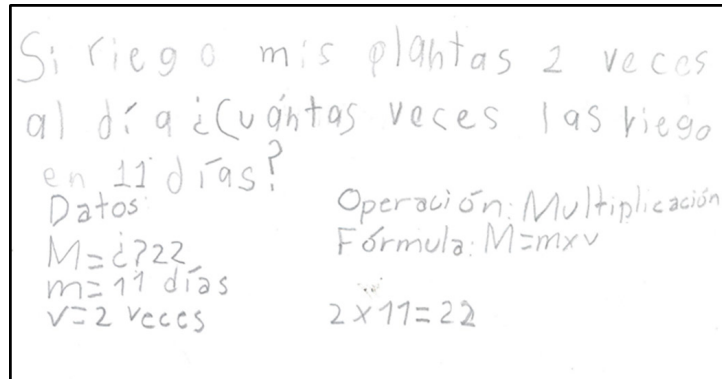 Si riego mis plantas 2 veces
al día ¿Cuántas veces las riego
en 11 días?
Datos:
M=¿?22
m=11 días
v=2 veces
Operación: Multiplicación
Fórmula: M=mxv
2x11=22